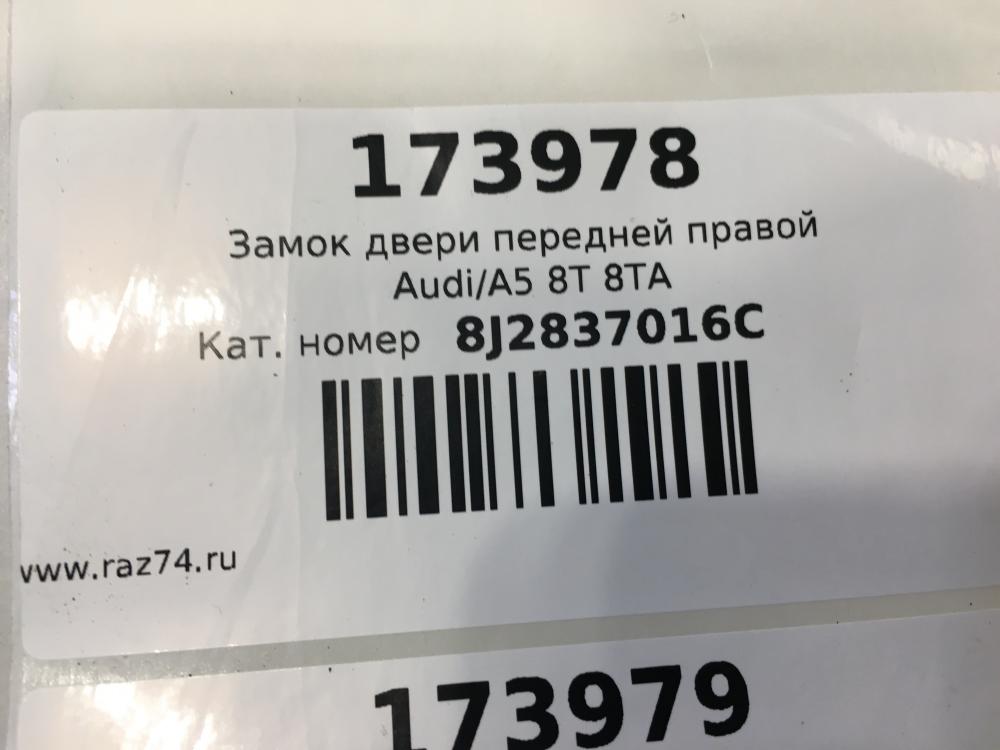 173978
Замок двери передней правой
Audi/A5 8T 8TA
Кат. номер 8J2837016C
www.raz74.ru
173979